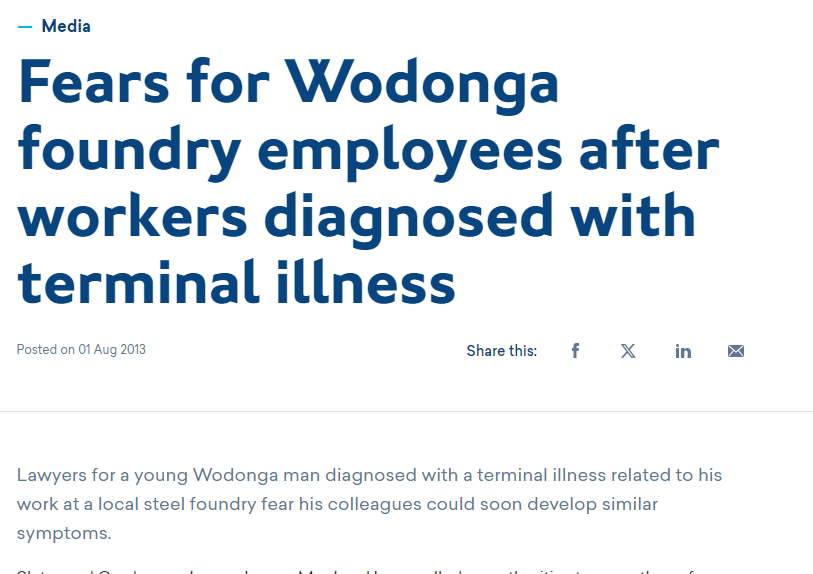 Media
Fears for Wodonga
foundry employees after
workers diagnosed with
terminal illness
Posted on 01 Aug 2013
Share this:
Lawyers for a young Wodonga man diagnosed with a terminal illness related to his
work at a local steel foundry fear his colleagues could soon develop similar
symptoms.